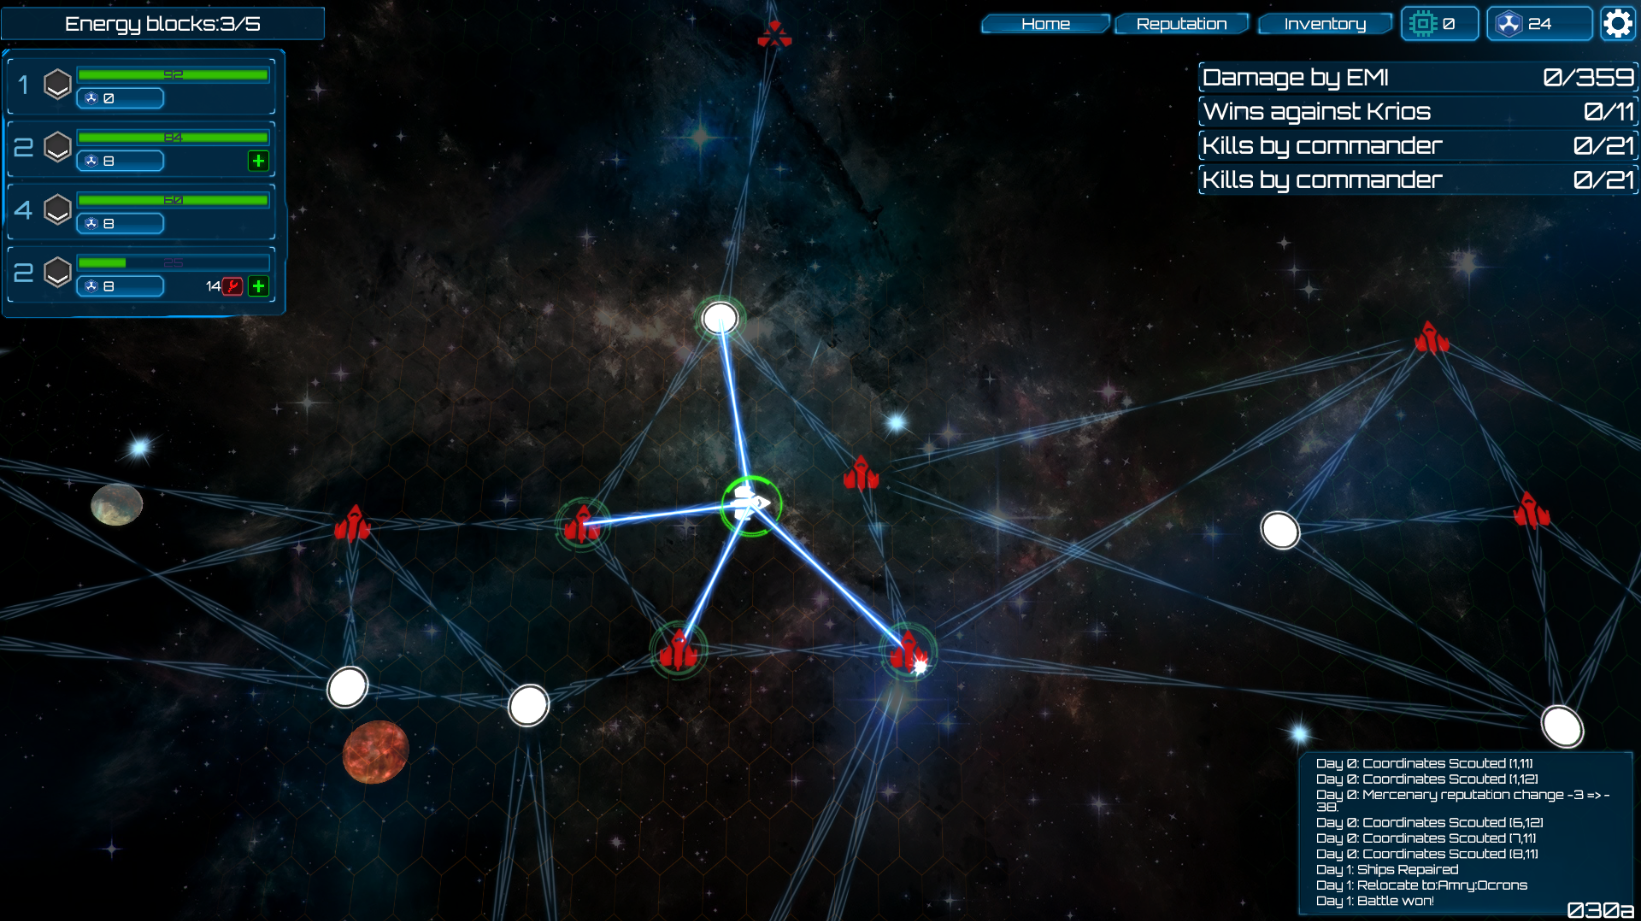 Energy blocks:3/5
Home
Reputation
Inventory
0
24
1
92
0
2
84
8
4
60
8
2
25
8
14
Damage by EMI 0/359
Wins against Krios 0/11
Kills by commander 0/21
Kills by commander 0/21
Day 0: Coordinates Scouted [1,11]
Day 0: Coordinates Scouted [1,12]
Day 0: Mercenary reputation change -3 => -
38.
Day 0: Coordinates Scouted [6,12]
Day 0: Coordinates Scouted [7,11]
Day 0: Coordinates Scouted [8,11]
Day 1: Ships Repaired
Day 1: Relocate to:Amry:Ocrons
Day 1: Battle won!
030a